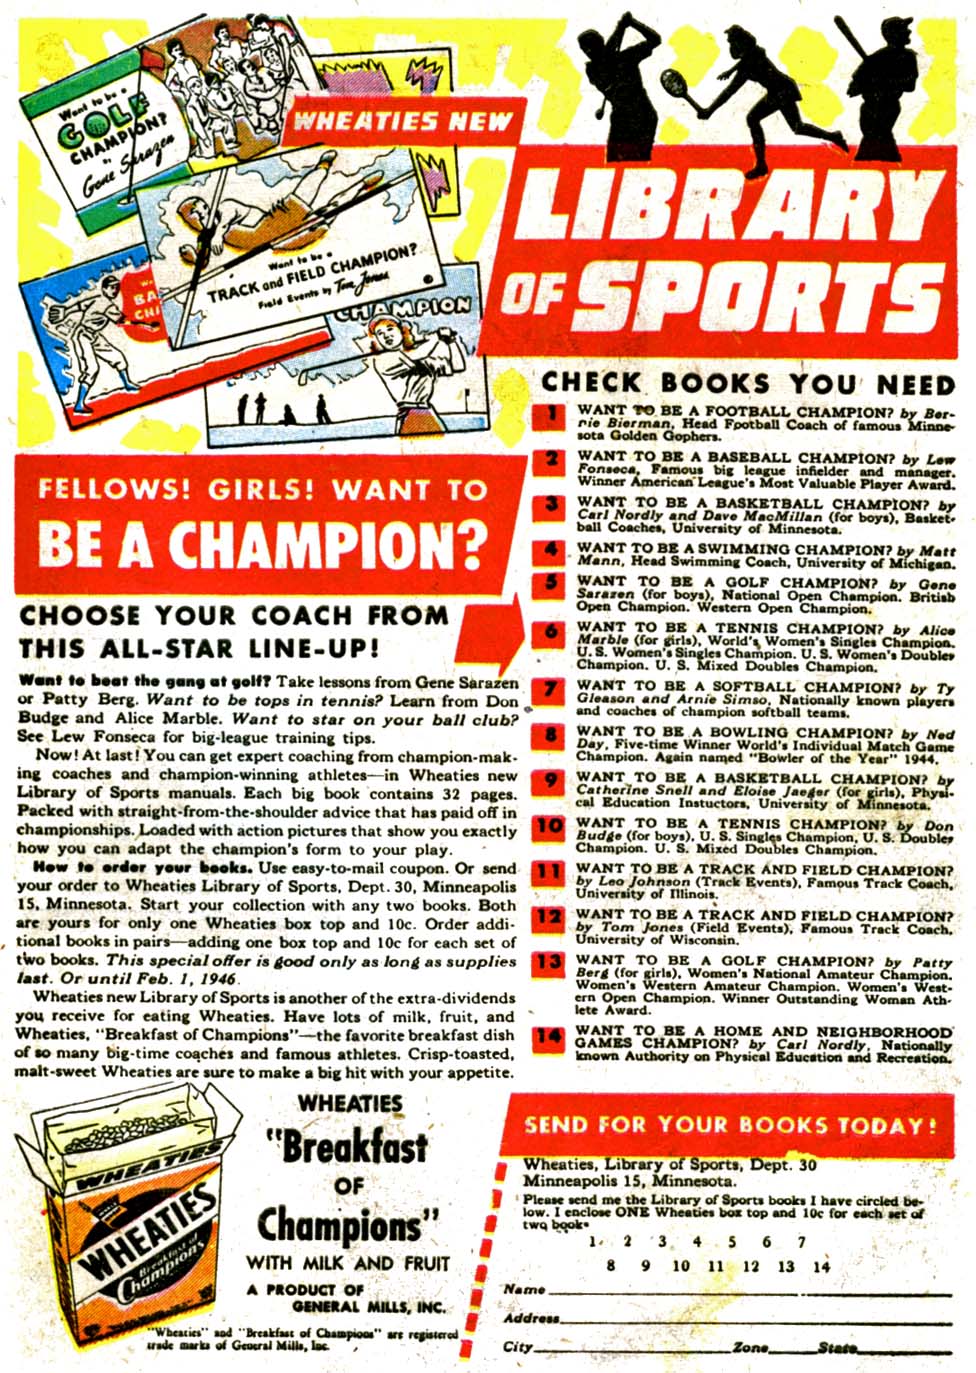 Want to be a
GOLF
CHAMPION?
by
Gene Sarazen
Want to be a
TRACK and FIELD CHAMPION?
Field Events by Tom Jones
CHAMPION
WHEATIES NEW
LIBRARY
OF SPORTS
FELLOWS! GIRLS! WANT TO
BE A CHAMPION?
CHOOSE YOUR COACH FROM
THIS ALL-STAR LINE-UP!
Want to beat the gang at golf? Take lessons from Gene Sarazen
or Patty Berg. Want to be tops in tennis? Learn from Don
Budge and Alice Marble. Want to star on your ball club?
See Lew Fonseca for big-league training tips.
Now! At last! You can get expert coaching from champion-mak-
ing coaches and champion-winning athletes—in Wheaties new
Library of Sports manuals. Each big book contains 32 pages.
Packed with straight-from-the-shoulder advice that has paid off in
championships. Loaded with action pictures that show you exactly
how you can adapt the champion's form to your play.
How to order your books. Use easy-to-mail coupon. Or send
your order to Wheaties Library of Sports, Dept. 30, Minneapolis
15, Minnesota. Start your collection with any two books. Both
are yours for only one Wheaties box top and 10c. Order addi-
tional books in pairs—adding one box top and 10c for each set of
two books. This special offer is good only as long as supplies
last. Or until Feb. 1, 1946.
Wheaties new Library of Sports is another of the extra-dividends
you receive for eating Wheaties. Have lots of milk, fruit, and
Wheaties, "Breakfast of Champions"—the favorite breakfast dish
of so many big-time coaches and famous athletes. Crisp-toasted,
malt-sweet Wheaties are sure to make a big hit with your appetite.
CHECK BOOKS YOU NEED
1 WANT TO BE A FOOTBALL CHAMPION? by Ber-
nie Bierman, Head Football Coach of famous Minne-
sota Golden Gophers.
2 WANT TO BE A BASEBALL CHAMPION? by Lew
Fonseca, Famous big league infielder and manager.
Winner American League's Most Valuable Player Award.
3 WANT TO BE A BASKETBALL CHAMPION? by
Carl Nordly and Dave MacMillan (for boys), Basket-
ball Coaches, University of Minnesota.
4 WANT TO BE A SWIMMING CHAMPION? by Matt
Mann, Head Swimming Coach, University of Michigan.
5 WANT TO BE A GOLF CHAMPION? by Gene
Sarazen (for boys), National Open Champion. British
Open Champion. Western Open Champion.
6 WANT TO BE A TENNIS CHAMPION? by Alice
Marble (for girls), World's Women's Singles Champion.
U. S. Women's Singles Champion. U. S. Women's Doubles
Champion. U. S. Mixed Doubles Champion.
7 WANT TO BE A SOFTBALL CHAMPION? by Ty
Gleason and Arnie Simso, Nationally known players
and coaches of champion softball teams.
8 WANT TO BE A BOWLING CHAMPION? by Ned
Day, Five-time Winner World's Individual Match Game
Champion. Again named "Bowler of the Year" 1944.
9 WANT TO BE A BASKETBALL CHAMPION? by
Catherine Snell and Eloise Jaeger (for girls), Physi-
cal Education Instuctors, University of Minnesota.
10 WANT TO BE A TENNIS CHAMPION? by Don
Budge (for boys), U. S. Singles Champion, U. S. Doubles
Champion. U. S. Mixed Doubles Champion.
11 WANT TO BE A TRACK AND FIELD CHAMPION?
by Leo Johnson (Track Events), Famous Track Coach,
University of Illinois.
12 WANT TO BE A TRACK AND FIELD CHAMPION?
by Tom Jones (Field Events), Famous Track Coach,
University of Wisconsin.
13 WANT TO BE A GOLF CHAMPION? by Patty
Berg (for girls), Women's National Amateur Champion.
Women's Western Amateur Champion. Women's West-
ern Open Champion. Winner Outstanding Woman Ath-
lete Award.
14 WANT TO BE A HOME AND NEIGHBORHOOD
GAMES CHAMPION? by Carl Nordly, Nationally
known Authority on Physical Education and Recreation.
WHEATIES
WHEATIES
Breakfast of
Champions
WHEATIES
"Breakfast
OF
Champions"
WITH MILK AND FRUIT
A PRODUCT OF
GENERAL MILLS, INC.
"Wheaties" and "Breakfast of Champions" are registered
trade marks of General Mills, Inc.
SEND FOR YOUR BOOKS TODAY!
Wheaties, Library of Sports, Dept. 30
Minneapolis 15, Minnesota.
Please send me the Library of Sports books I have circled be-
low. I enclose ONE Wheaties box top and 10c for each set of
two books
1 2 3 4 5 6 7
8 9 10 11 12 13 14
Name
Address
City Zone State